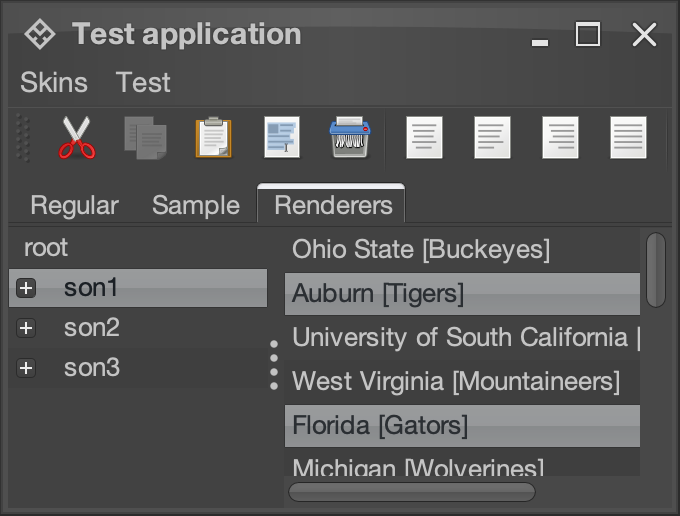 Test application
Skins Test
Regular Sample Renderers
root
son1
son2
son3
Ohio State [Buckeyes]
Auburn [Tigers]
University of South California [
West Virginia [Mountaineers]
Florida [Gators]
Michigan [Wolverines]